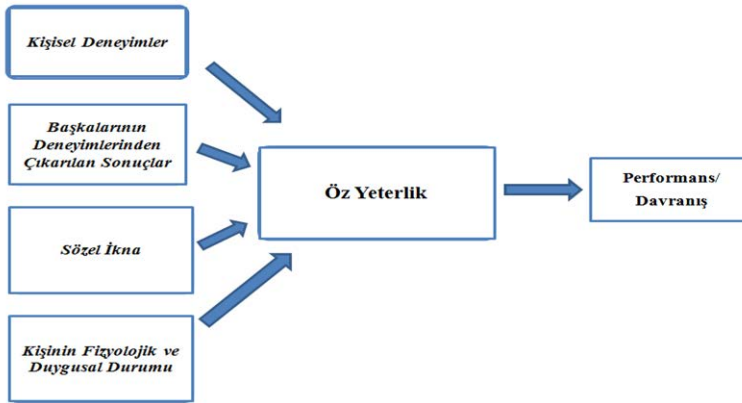 Kişisel Deneyimler
Başkalarının
Deneyimlerinden
Çıkarılan Sonuçlar
Sözel İkna
Kişinin Fizyolojik ve
Duygusal Durumu
Öz Yeterlik
Performans/
Davranış